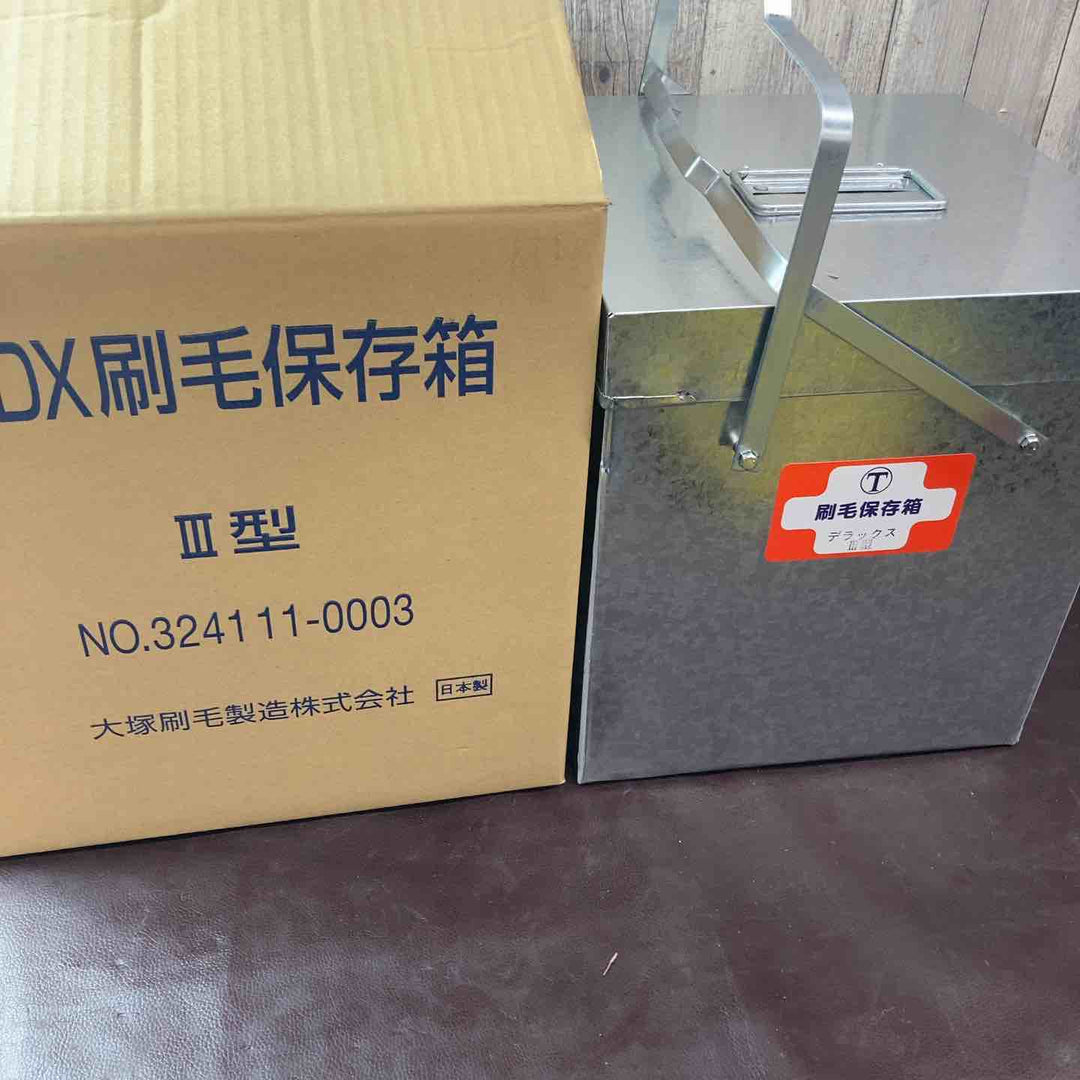 DX刷毛保存箱
III型
NO.324111-0003
大塚刷毛製造株式会社 日本製
T
刷毛保存箱
デラックス
III型